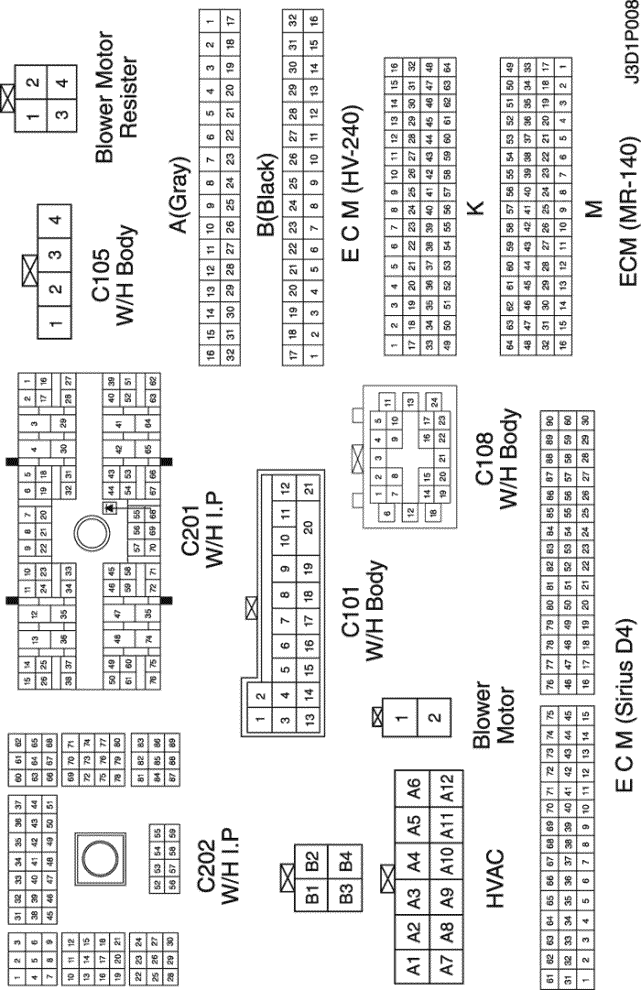 1 2 3
4 5 6
7 8 9
10 11 12
13 14 15
16 17 18
19 20 21
22 23 24
25 26 27
28 29 30
31 32 33 34 35 36 37
38 39 40 41 42 43 44
45 46 47 48 49 50 51
52 53 54 55
56 57 58 59
60 61 62
63 64 65
66 67 68
69 70 71
72 73 74
75 76 77
78 79 80
81 82 83
84 85 86
87 88 89
C202
W/H I.P
15 14 13 12 11 10 9 8 7 6 5 4 3 2 1
26 25 24 23 22 21 20 19 18 17 16
38 37 36 35 34 33 32 31 30 29 28 27
50 49 48 47 46 45 44 43 42 41 40 39
61 60 59 58 57 56 55 54 53 52 51
76 75 74 35 72 71 70 69 68 67 66 65 64 63 62
C201
W/H I.P
1 2 3 4
C105
W/H Body
1 2
3 4
Blower Motor
Resister
B1 B2
B3 B4
A1 A2 A3 A4 A5 A6
A7 A8 A9 A10 A11 A12
HVAC
1
2
Blower
Motor
1 2
3 4 5 6 7 8 9 10 11 12
13 14 15 16 17 18 19 20 21
C101
W/H Body
1 2 3 4 5
6 7 8 9 10 11
12 13
14 15 16 17
18 19 20 21 22 23 24
C108
W/H Body
A(Gray)
16 15 14 13 12 11 10 9 8 7 6 5 4 3 2 1
32 31 30 29 28 27 26 25 24 23 22 21 20 19 18 17
B(Black)
17 18 19 20 21 22 23 24 25 26 27 28 29 30 31 32
1 2 3 4 5 6 7 8 9 10 11 12 13 14 15 16
E C M (HV-240)
1 2 3 4 5 6 7 8 9 10 11 12 13 14 15 16
17 18 19 20 21 22 23 24 25 26 27 28 29 30 31 32
33 34 35 36 37 38 39 40 41 42 43 44 45 46 47 48
49 50 51 52 53 54 55 56 57 58 59 60 61 62 63 64
K
64 63 62 61 60 59 58 57 56 55 54 53 52 51 50 49
48 47 46 45 44 43 42 41 40 39 38 37 36 35 34 33
32 31 30 29 28 27 26 25 24 23 22 21 20 19 18 17
16 15 14 13 12 11 10 9 8 7 6 5 4 3 2 1
M
ECM (MR-140)
61 62 63 64 65 66 67 68 69 70 71 72 73 74 75 76 77 78 79 80 81 82 83 84 85 86 87 88 89 90
31 32 33 34 35 36 37 38 39 40 41 42 43 44 45 46 47 48 49 50 51 52 53 54 55 56 57 58 59 60
1 2 3 4 5 6 7 8 9 10 11 12 13 14 15 16 17 18 19 20 21 22 23 24 25 26 27 28 29 30
E C M (Sirius D4)
J3D1P008